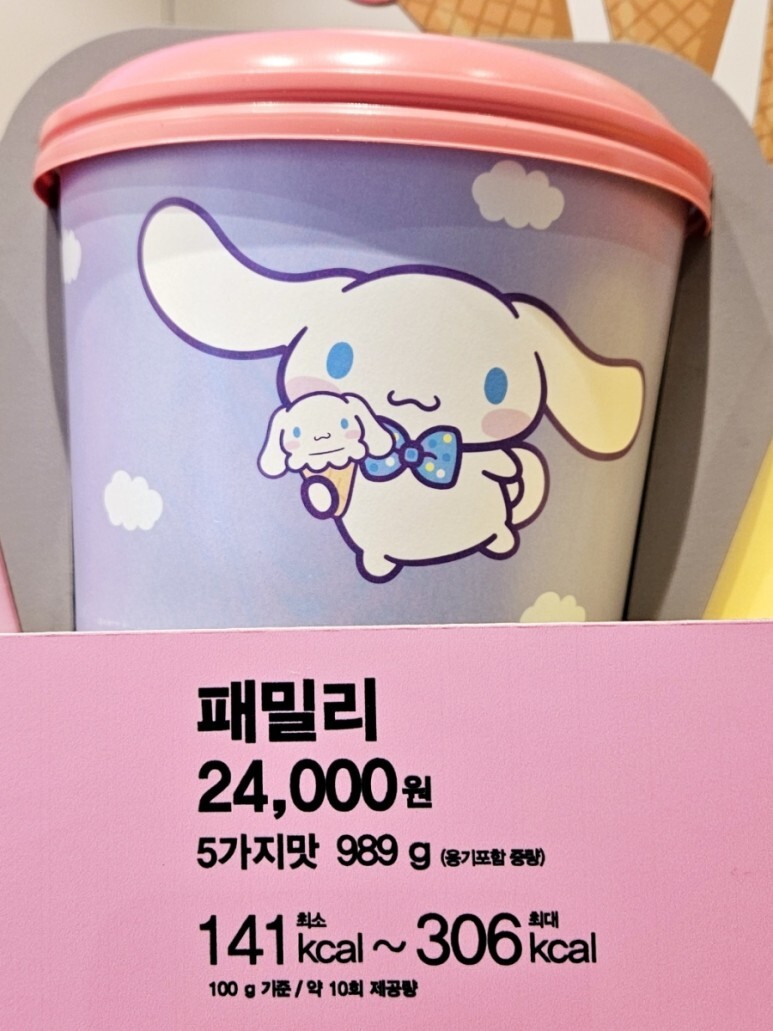 패밀리
24,000원
5가지맛 989 g (용기포함 중량)
141 최소 kcal ~ 306 최대 kcal
100 g 기준 / 약 10회 제공량